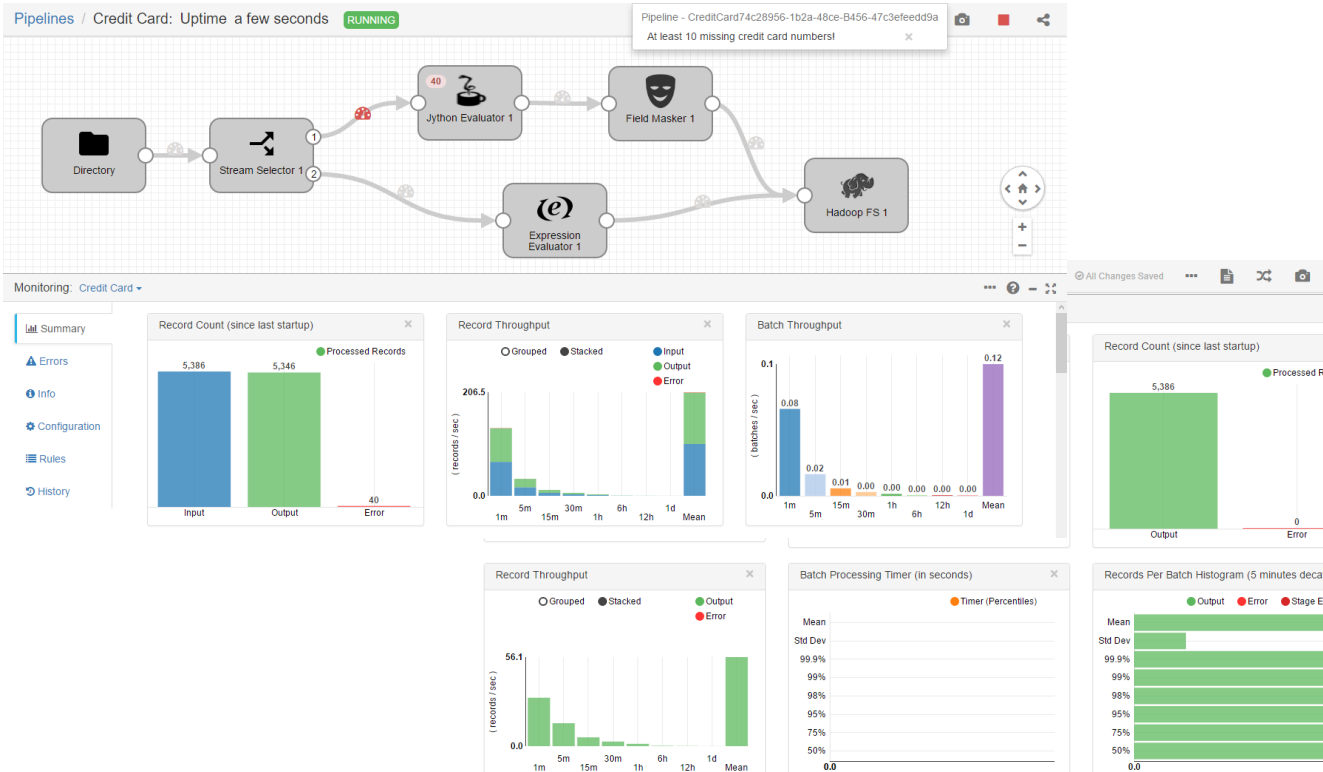 Pipelines / Credit Card: Uptime a few seconds RUNNING
Pipeline - CreditCard74c28956-1b2a-48ce-B456-47c3efeedd9a
At least 10 missing credit card numbers!
40
Jython Evaluator 1
Field Masker 1
Directory
Stream Selector 1
1
2
Hadoop FS 1
Expression
Evaluator 1
Monitoring: Credit Card
All Changes Saved
Summary
Errors
Info
Configuration
Rules
History
Record Count (since last startup)
Processed Records
5,386
5,346
40
Input Output Error
Record Throughput
Grouped Stacked Input
Output
Error
206.5
( records / sec )
0.0
1m 5m 15m 30m 1h 6h 12h 1d Mean
Batch Throughput
0.1
( batches / sec )
0.0
0.08 0.02 0.01 0.00 0.00 0.00 0.00 0.00 0.12
1m 5m 15m 30m 1h 6h 12h 1d Mean
Record Count (since last startup)
Processed R
5,386
0
Output Error
Record Throughput
Grouped Stacked Output
Error
56.1
( records / sec )
0.0
1m 5m 15m 30m 1h 6h 12h 1d Mean
Batch Processing Timer (in seconds)
Timer (Percentiles)
Mean
Std Dev
99.9%
99%
98%
95%
75%
50%
0.0
Records Per Batch Histogram (5 minutes deca
Output Error Stage E
Mean
Std Dev
99.9%
99%
98%
95%
75%
50%
0.0